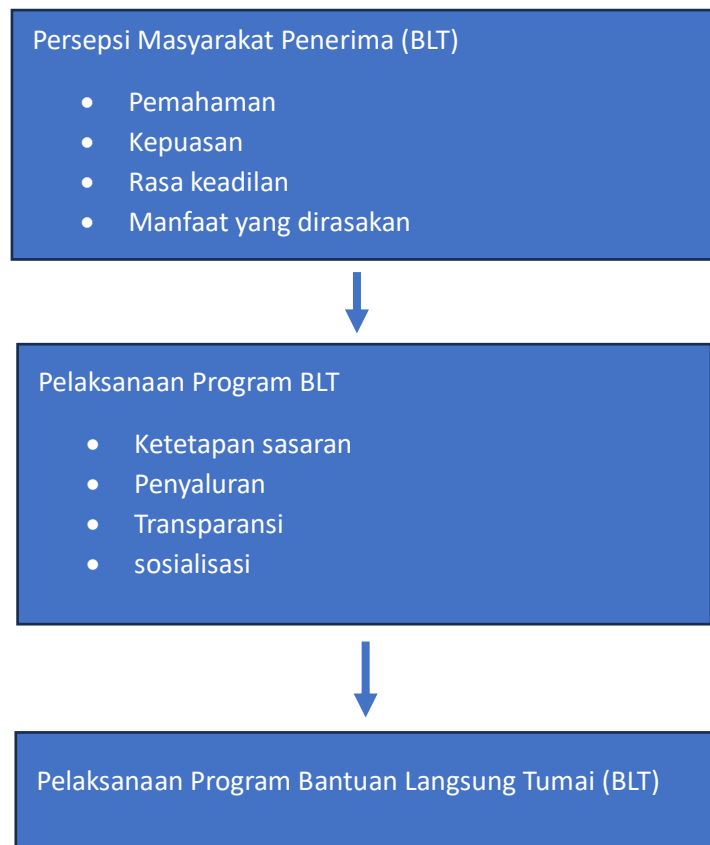 Persepsi Masyarakat Penerima (BLT)
• Pemahaman
• Kepuasan
• Rasa keadilan
• Manfaat yang dirasakan
Pelaksanaan Program BLT
• Ketetapan sasaran
• Penyaluran
• Transparansi
• sosialisasi
Pelaksanaan Program Bantuan Langsung Tumai (BLT)